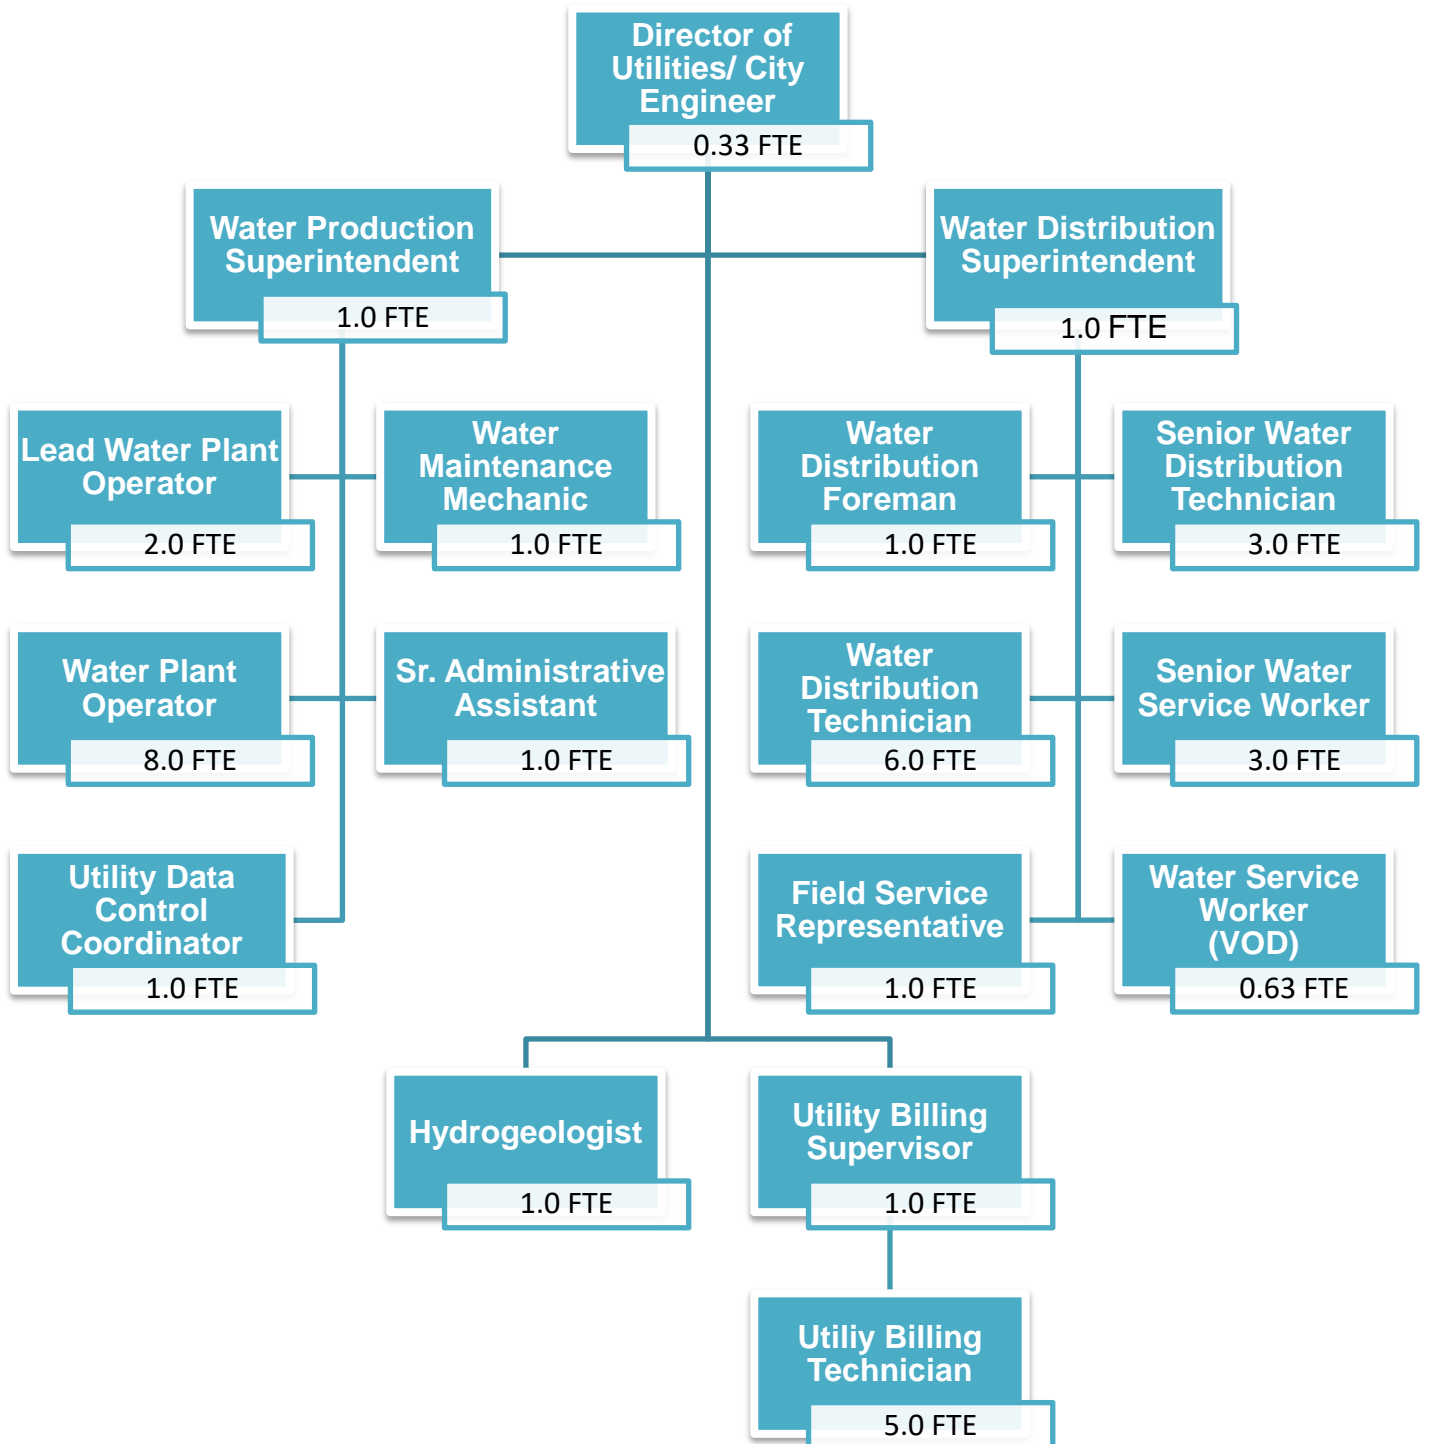 Director of
Utilities/ City
Engineer
0.33 FTE
Water Production
Superintendent
1.0 FTE
Water Distribution
Superintendent
1.0 FTE
Lead Water Plant
Operator
2.0 FTE
Water
Maintenance
Mechanic
1.0 FTE
Water
Distribution
Foreman
1.0 FTE
Senior Water
Distribution
Technician
3.0 FTE
Water Plant
Operator
8.0 FTE
Sr. Administrative
Assistant
1.0 FTE
Water
Distribution
Technician
6.0 FTE
Senior Water
Service Worker
3.0 FTE
Utility Data
Control
Coordinator
1.0 FTE
Field Service
Representative
1.0 FTE
Water Service
Worker
(VOD)
0.63 FTE
Hydrogeologist
1.0 FTE
Utility Billing
Supervisor
1.0 FTE
Utiliy Billing
Technician
5.0 FTE